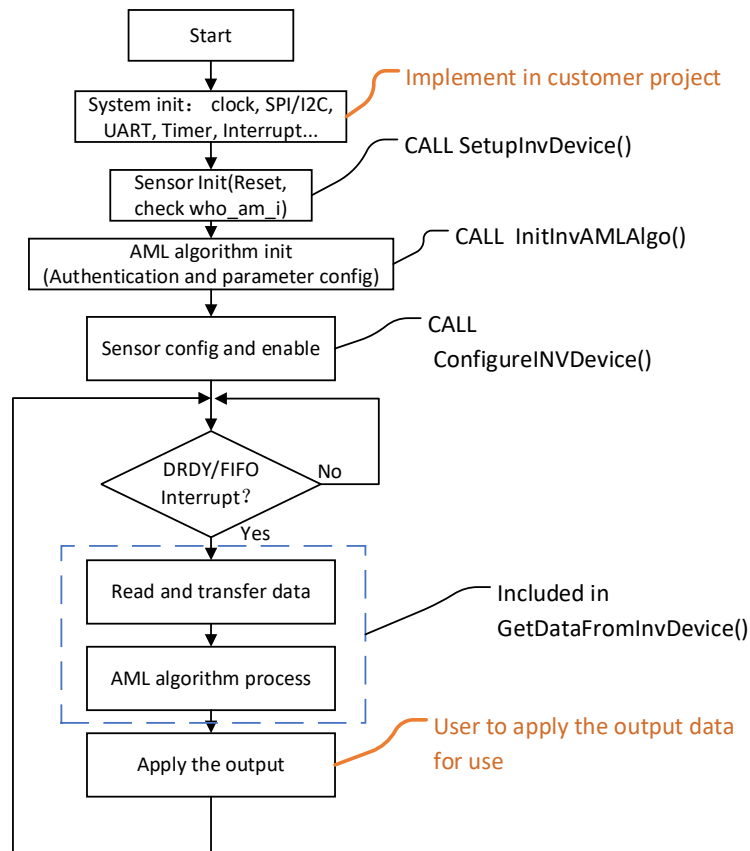 Start
Implement in customer project
System init： clock, SPI/I2C,
UART, Timer, Interrupt...
CALL SetupInvDevice()
Sensor Init(Reset,
check who_am_i)
CALL InitInvAMLAlgo()
AML algorithm init
(Authentication and parameter config)
CALL
ConfigureINVDevice()
Sensor config and enable
DRDY/FIFO
Interrupt？
No
Yes
Read and transfer data
Included in
GetDataFromInvDevice()
AML algorithm process
User to apply the output data
for use
Apply the output